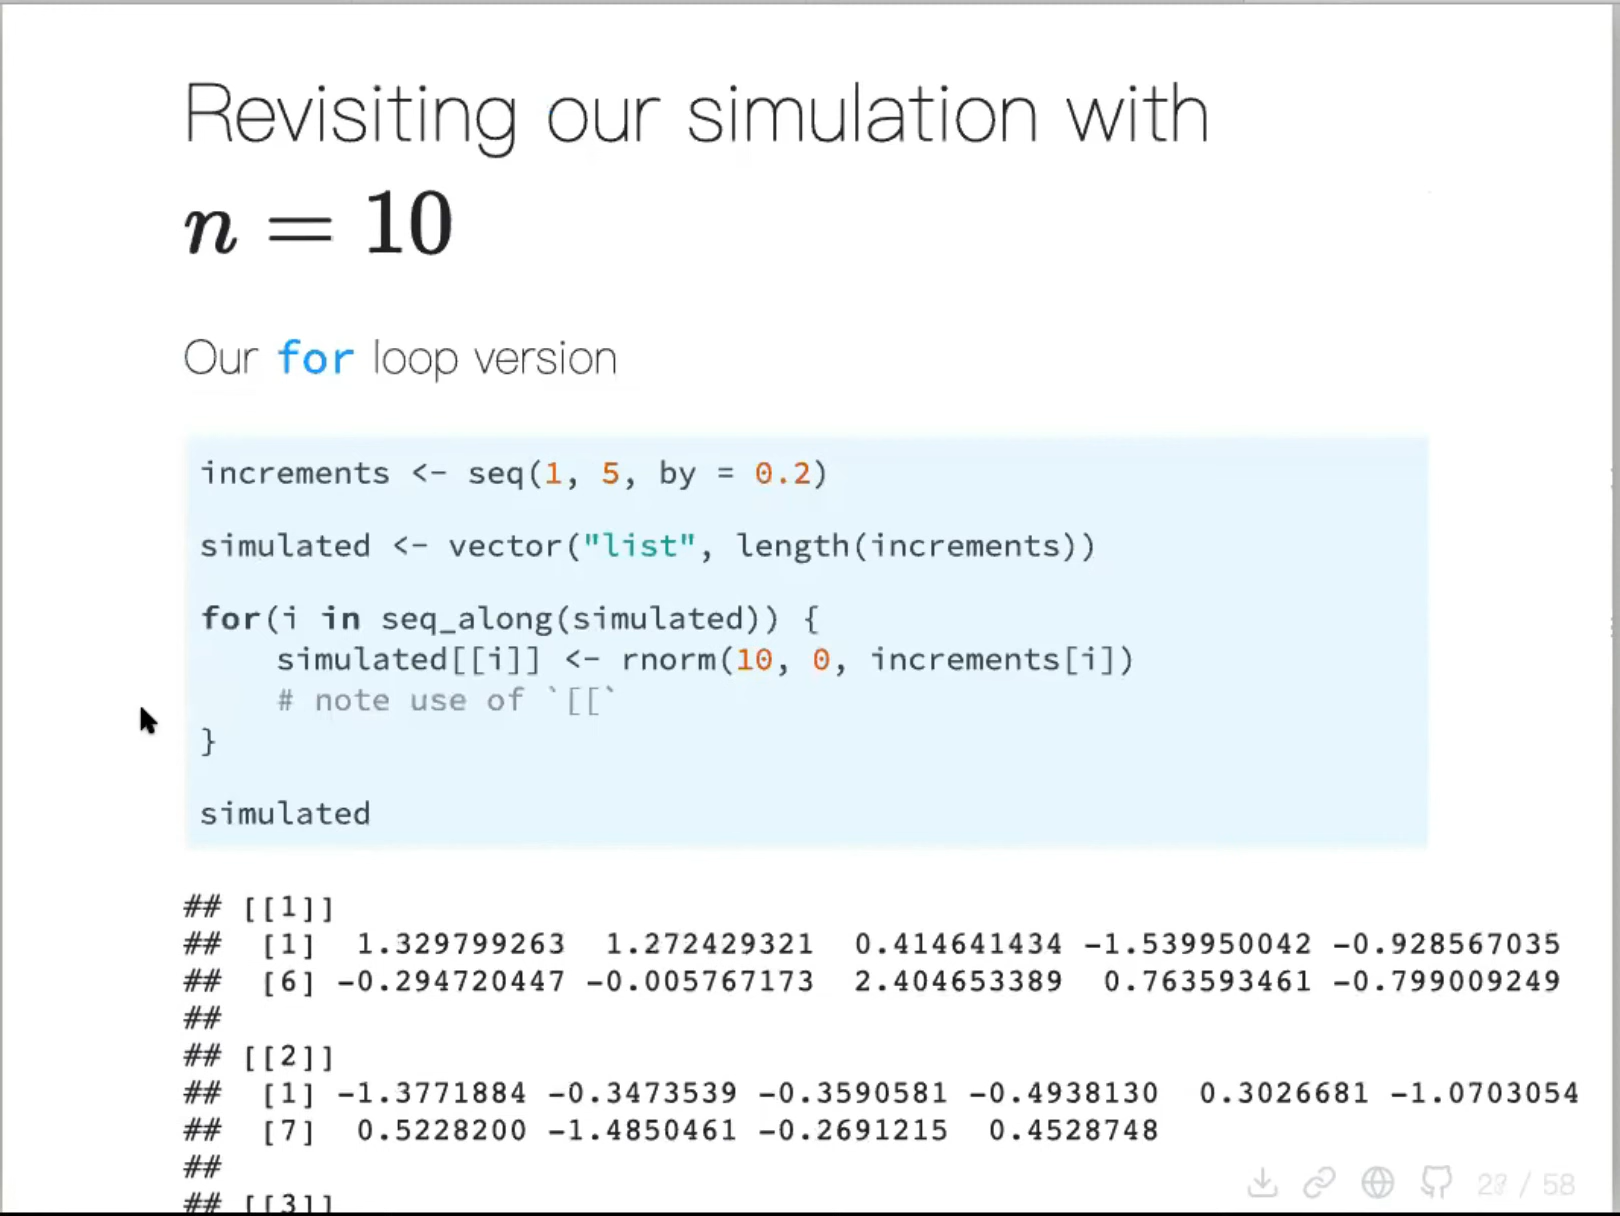 Revisiting our simulation with
n = 10
Our for loop version
increments <- seq(1, 5, by = 0.2)
simulated <- vector("list", length(increments))
for(i in seq_along(simulated)) {
    simulated[[i]] <- rnorm(10, 0, increments[i])
    # note use of `[[`
}
simulated
## [[1]]
##  [1]  1.329799263  1.272429321  0.414641434 -1.539950042 -0.928567035
##  [6] -0.294720447 -0.005767173  2.404653389  0.763593461 -0.799009249
##
## [[2]]
##  [1] -1.3771884 -0.3473539 -0.3590581 -0.4938130  0.3026681 -1.0703054
##  [7]  0.5228200 -1.4850461 -0.2691215  0.4528748
##
## [[3]]
/ 58